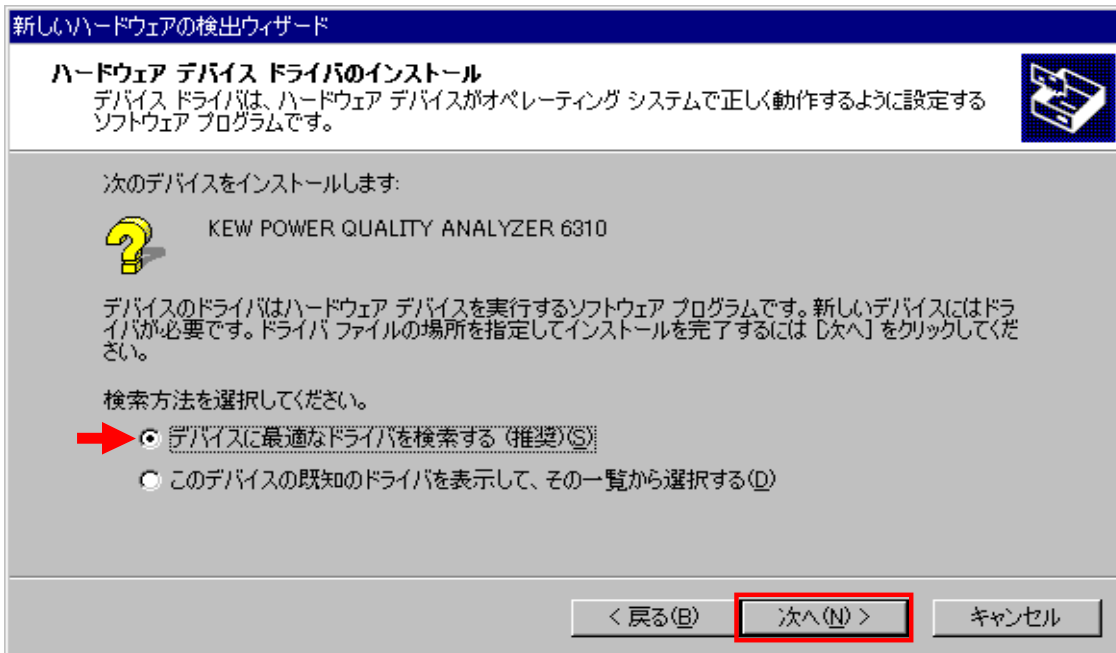 新しいハードウェアの検出ウィザード
ハードウェア デバイス ドライバのインストール
デバイス ドライバは、ハードウェア デバイスがオペレーティング システムで正しく動作するように設定する
ソフトウェア プログラムです。
次のデバイスをインストールします:
KEW POWER QUALITY ANALYZER 6310
デバイスのドライバはハードウェア デバイスを実行するソフトウェア プログラムです。新しいデバイスにはドラ
イバが必要です。ドライバ ファイルの場所を指定してインストールを完了するには [次へ] をクリックしてくだ
さい。
検索方法を選択してください。
デバイスに最適なドライバを検索する (推奨)(S)
このデバイスの既知のドライバを表示して、その一覧から選択する(D)
< 戻る(B) 次へ(N) > キャンセル